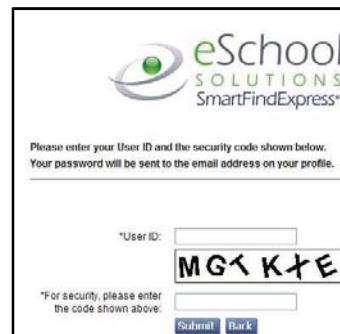 eSchool
SOLUTIONS
SmartFindExpress
Please enter your User ID and the security code shown below.
Your password will be sent to the email address on your profile.
*User ID:
*For security, please enter
the code shown above:
Submit Back